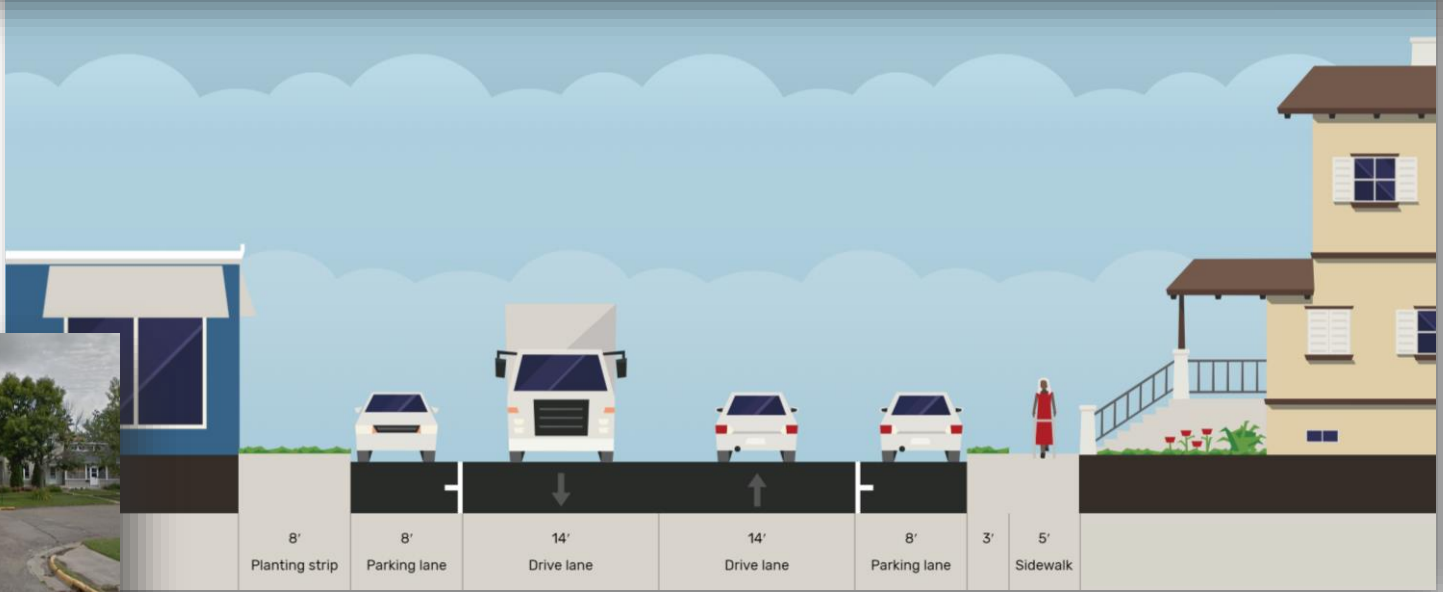 8′
Planting strip
8′
Parking lane
14′
Drive lane
14′
Drive lane
8′
Parking lane
3′
5′
Sidewalk